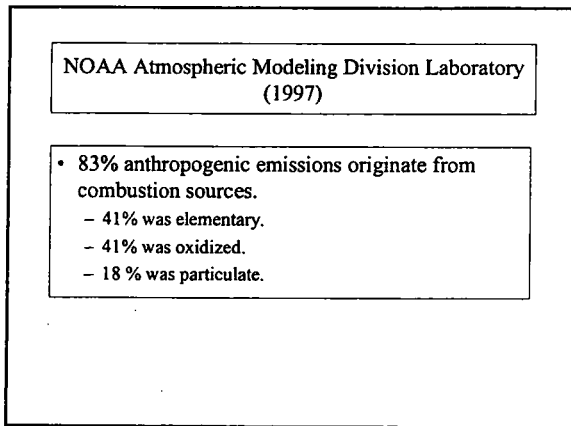 NOAA Atmospheric Modeling Division Laboratory
(1997)
• 83% anthropogenic emissions originate from
combustion sources.
– 41% was elementary.
– 41% was oxidized.
– 18 % was particulate.